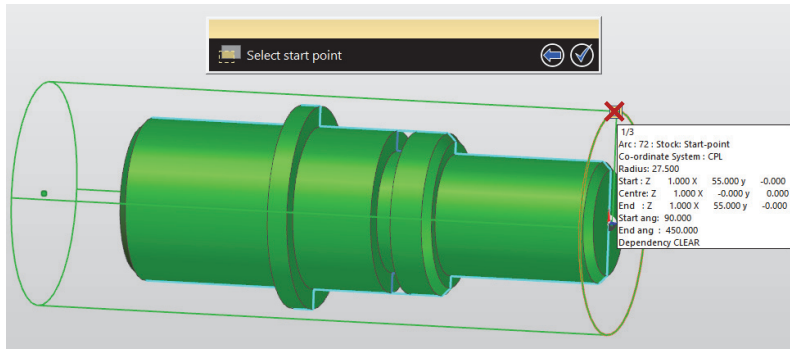 Select start point
1/3
Arc : 72 : Stock: Start-point
Co-ordinate System : CPL
Radius: 27.500
Start : Z 1.000 X 55.000 y -0.000
Centre: Z 1.000 X -0.000 y 0.000
End : Z 1.000 X 55.000 y -0.000
Start ang: 90.000
End ang : 450.000
Dependency CLEAR